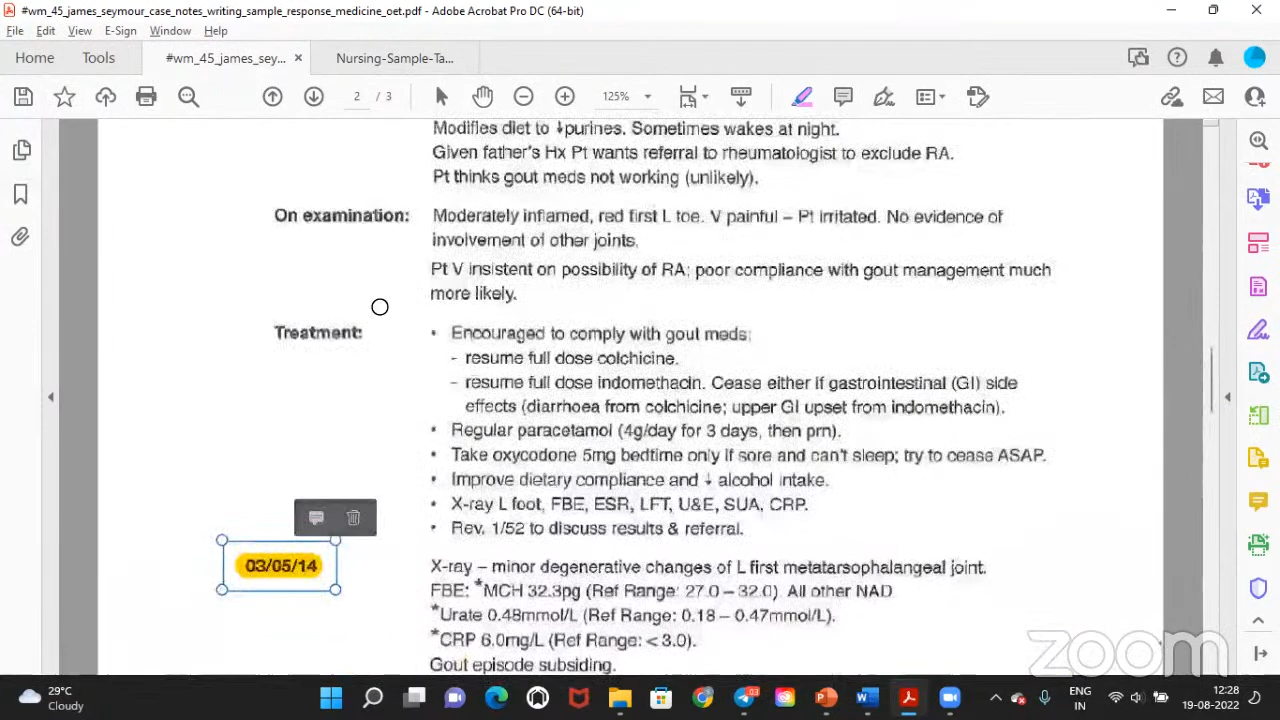 #wm_45_james_seymour_case_notes_writing_sample_response_medicine_oet.pdf - Adobe Acrobat Pro DC (64-bit)
File Edit View E-Sign Window Help
Home Tools #wm_45_james_sey... × Nursing-Sample-Ta...
2 / 3 125%
Modifies diet to ↓purines. Sometimes wakes at night.
Given father's Hx Pt wants referral to rheumatologist to exclude RA.
Pt thinks gout meds not working (unlikely).
On examination: Moderately inflamed, red first L toe. V painful – Pt irritated. No evidence of
involvement of other joints.
Pt V insistent on possibility of RA; poor compliance with gout management much
more likely.
Treatment: • Encouraged to comply with gout meds:
- resume full dose colchicine.
- resume full dose indomethacin. Cease either if gastrointestinal (GI) side
effects (diarrhoea from colchicine; upper GI upset from indomethacin).
• Regular paracetamol (4g/day for 3 days, then prn).
• Take oxycodone 5mg bedtime only if sore and can't sleep; try to cease ASAP.
• Improve dietary compliance and ↓ alcohol intake.
• X-ray L foot, FBE, ESR, LFT, U&E, SUA, CRP.
• Rev. 1/52 to discuss results & referral.
03/05/14 X-ray – minor degenerative changes of L first metatarsophalangeal joint.
FBE: *MCH 32.3pg (Ref Range: 27.0 – 32.0). All other NAD
*Urate 0.48mmol/L (Ref Range: 0.18 – 0.47mmol/L).
*CRP 6.0mg/L (Ref Range: <3.0).
Gout episode subsiding.
zoom
29°C
Cloudy
03
ENG
IN
12:28
19-08-2022